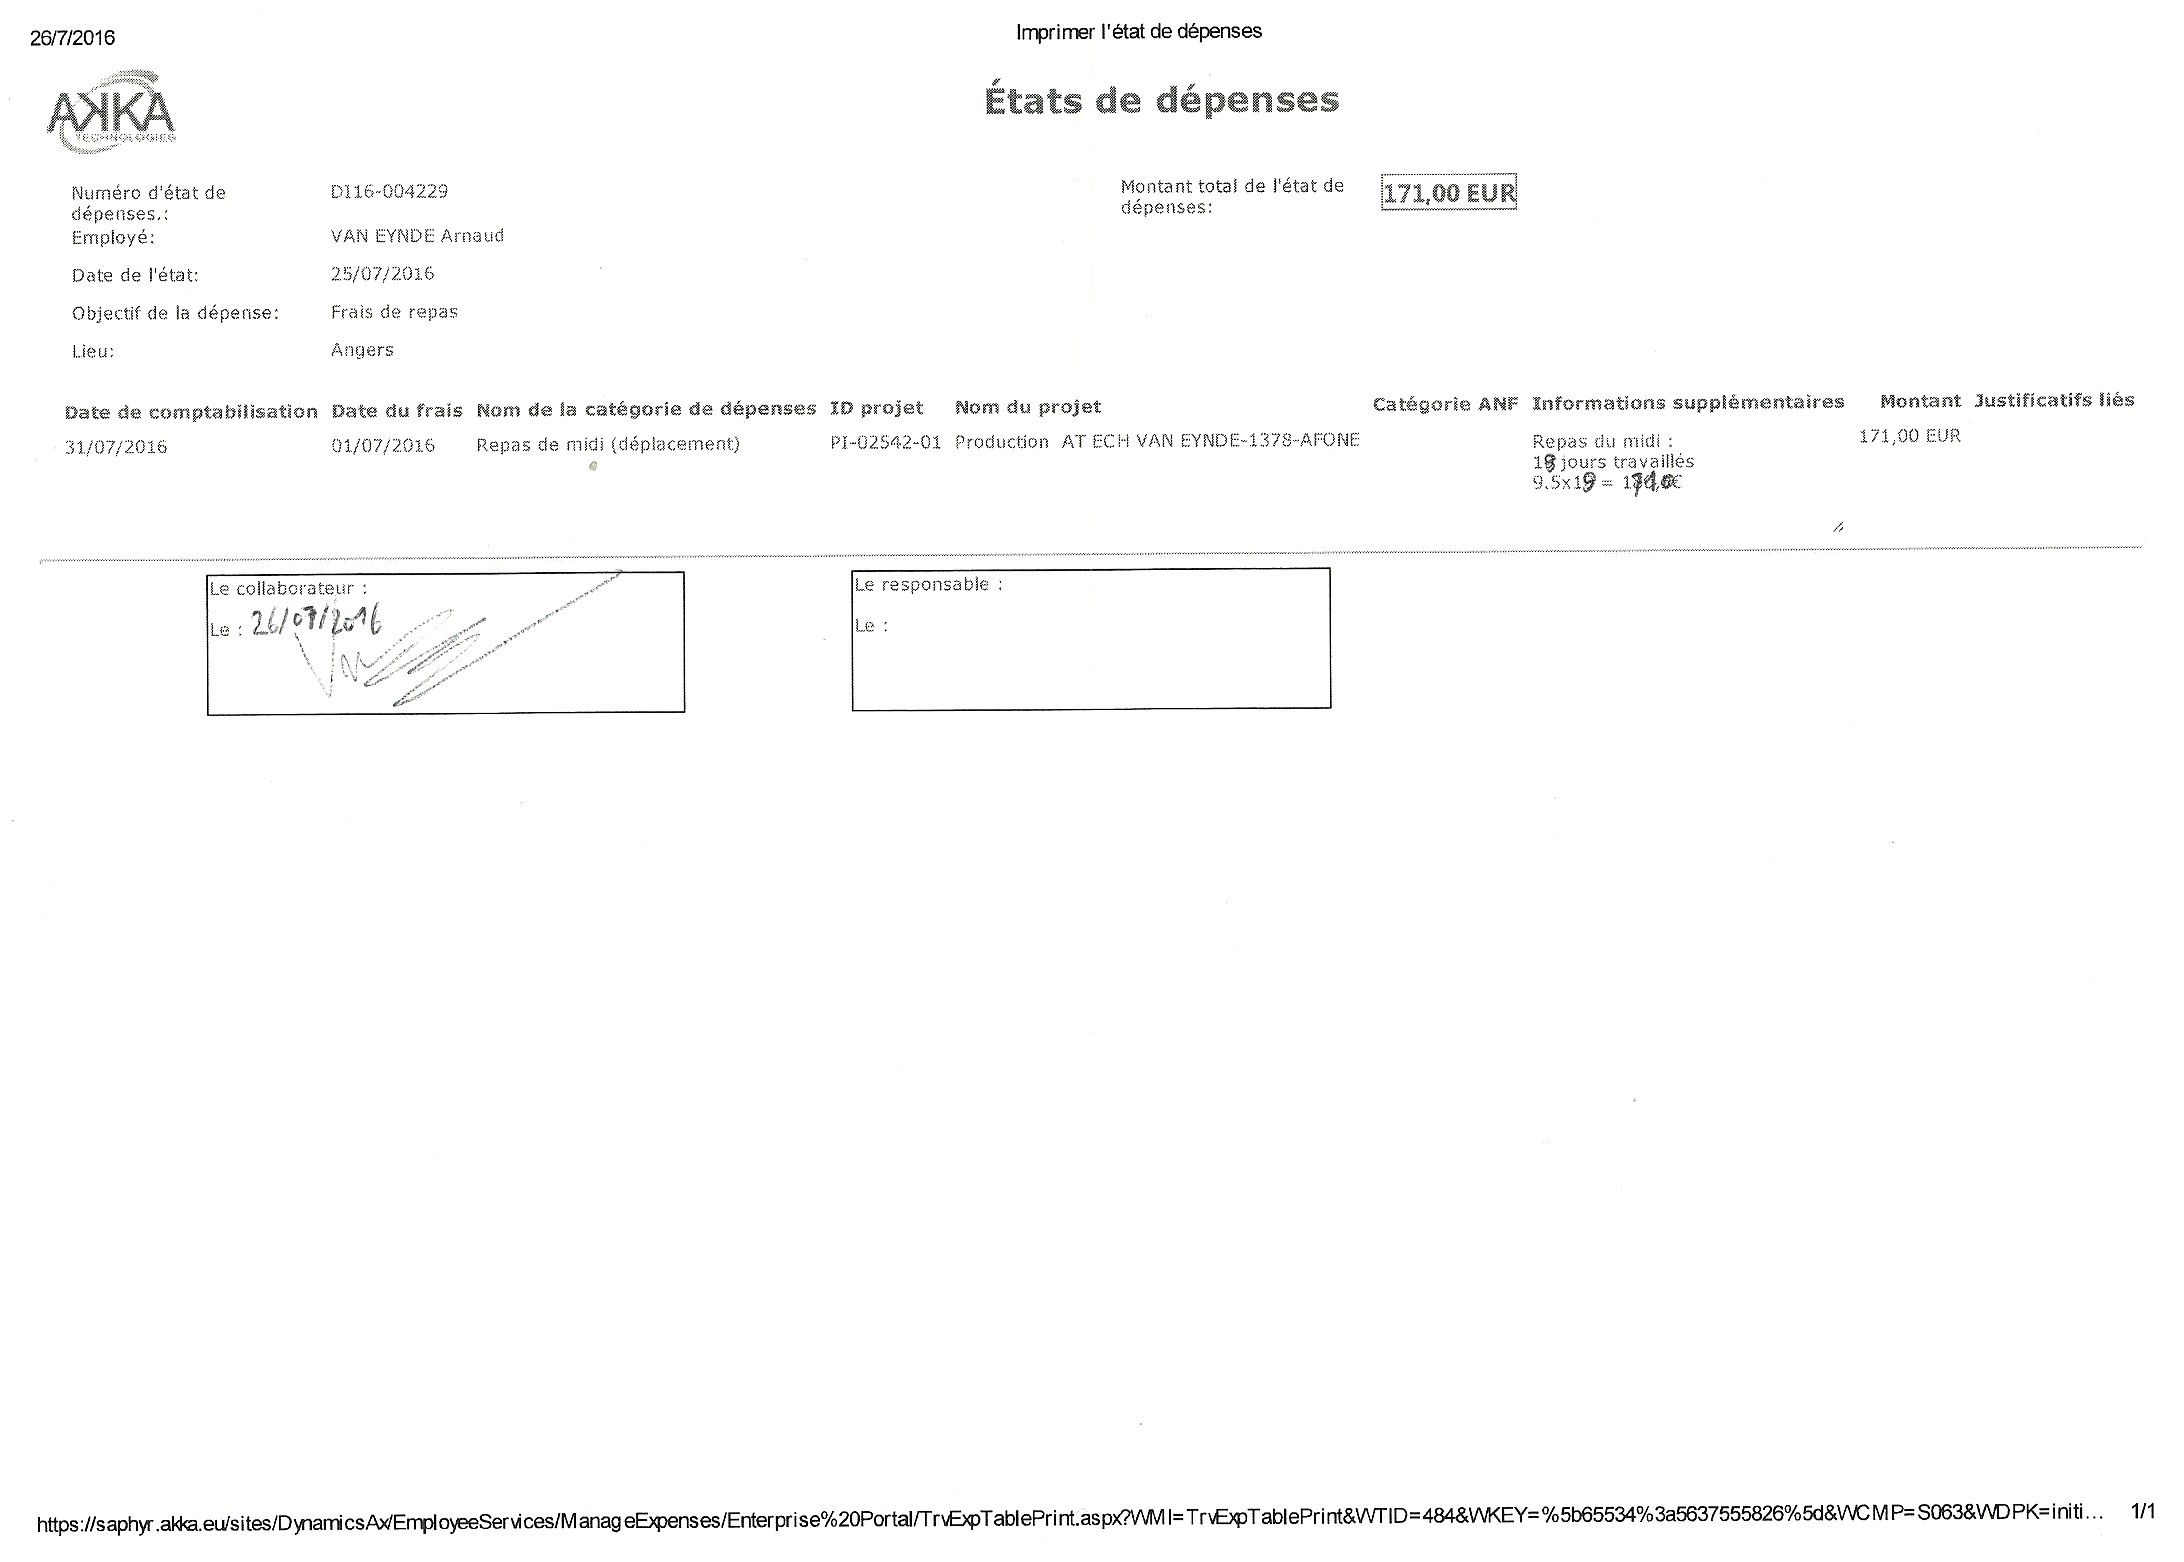 26/7/2016
Imprimer l'état de dépenses
AKKA
TECHNOLOGIES
États de dépenses
Numéro d'état de dépenses.: DI16-004229
Montant total de l'état de dépenses: 171,00 EUR
Employé: VAN EYNDE Arnaud
Date de l'état: 25/07/2016
Objectif de la dépense: Frais de repas
Lieu: Angers
Date de comptabilisation Date du frais Nom de la catégorie de dépenses ID projet Nom du projet Catégorie ANF Informations supplémentaires Montant Justificatifs liés
31/07/2016 01/07/2016 Repas de midi (déplacement) PI-02542-01 Production AT ECH VAN EYNDE-1378-AFONE Repas du midi : 171,00 EUR
jours travaillés
9.5x =
Le collaborateur :
Le : 26/07/2016
Le responsable :
Le :
https://saphyr.akka.eu/sites/DynamicsAx/EmployeeServices/ManageExpenses/Enterprise%20Portal/TrvExpTablePrint.aspx?WMI=TrvExpTablePrint&WTID=484&WKEY=%5b65534%3a5637555826%5d&WCMP=S063&WDPK=initi... 1/1